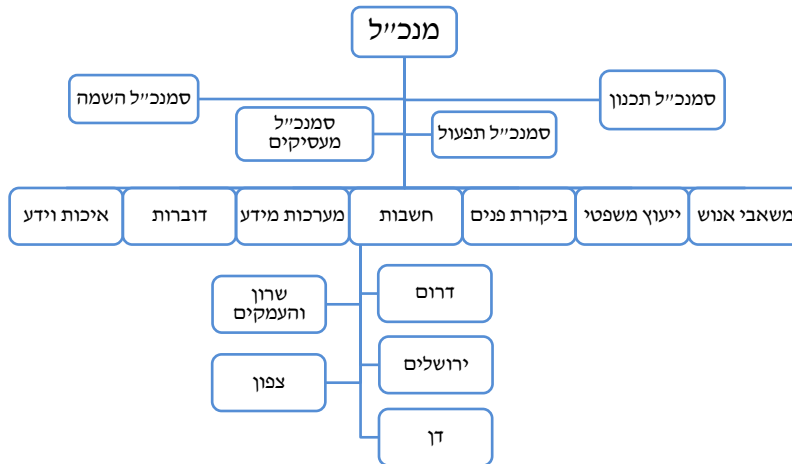 מנכ״ל
סמנכ״ל תכנון
סמנכ״ל השמה
סמנכ״ל תפעול
סמנכ״ל
מעסיקים
משאבי אנוש
ייעוץ משפטי
ביקורת פנים
חשבות
מערכות מידע
דוברות
איכות וידע
דרום
שרון
והעמקים
ירושלים
צפון
דן